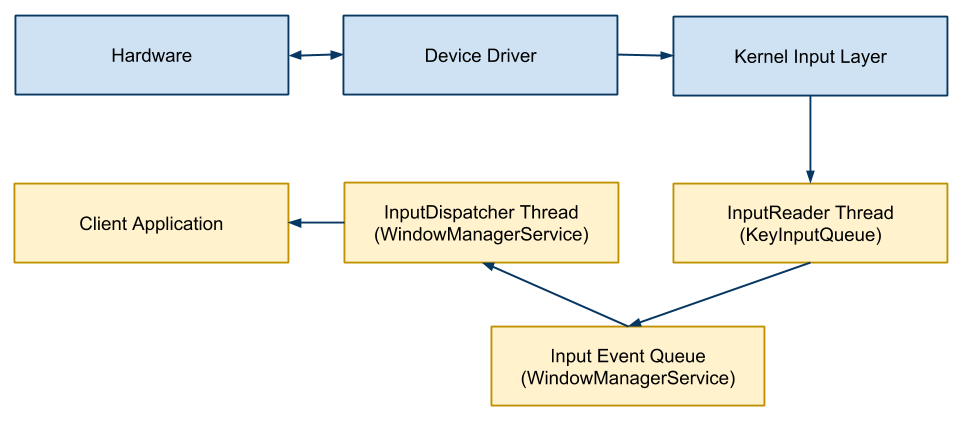 Hardware
Device Driver
Kernel Input Layer
Client Application
InputDispatcher Thread
(WindowManagerService)
InputReader Thread
(KeyInputQueue)
Input Event Queue
(WindowManagerService)